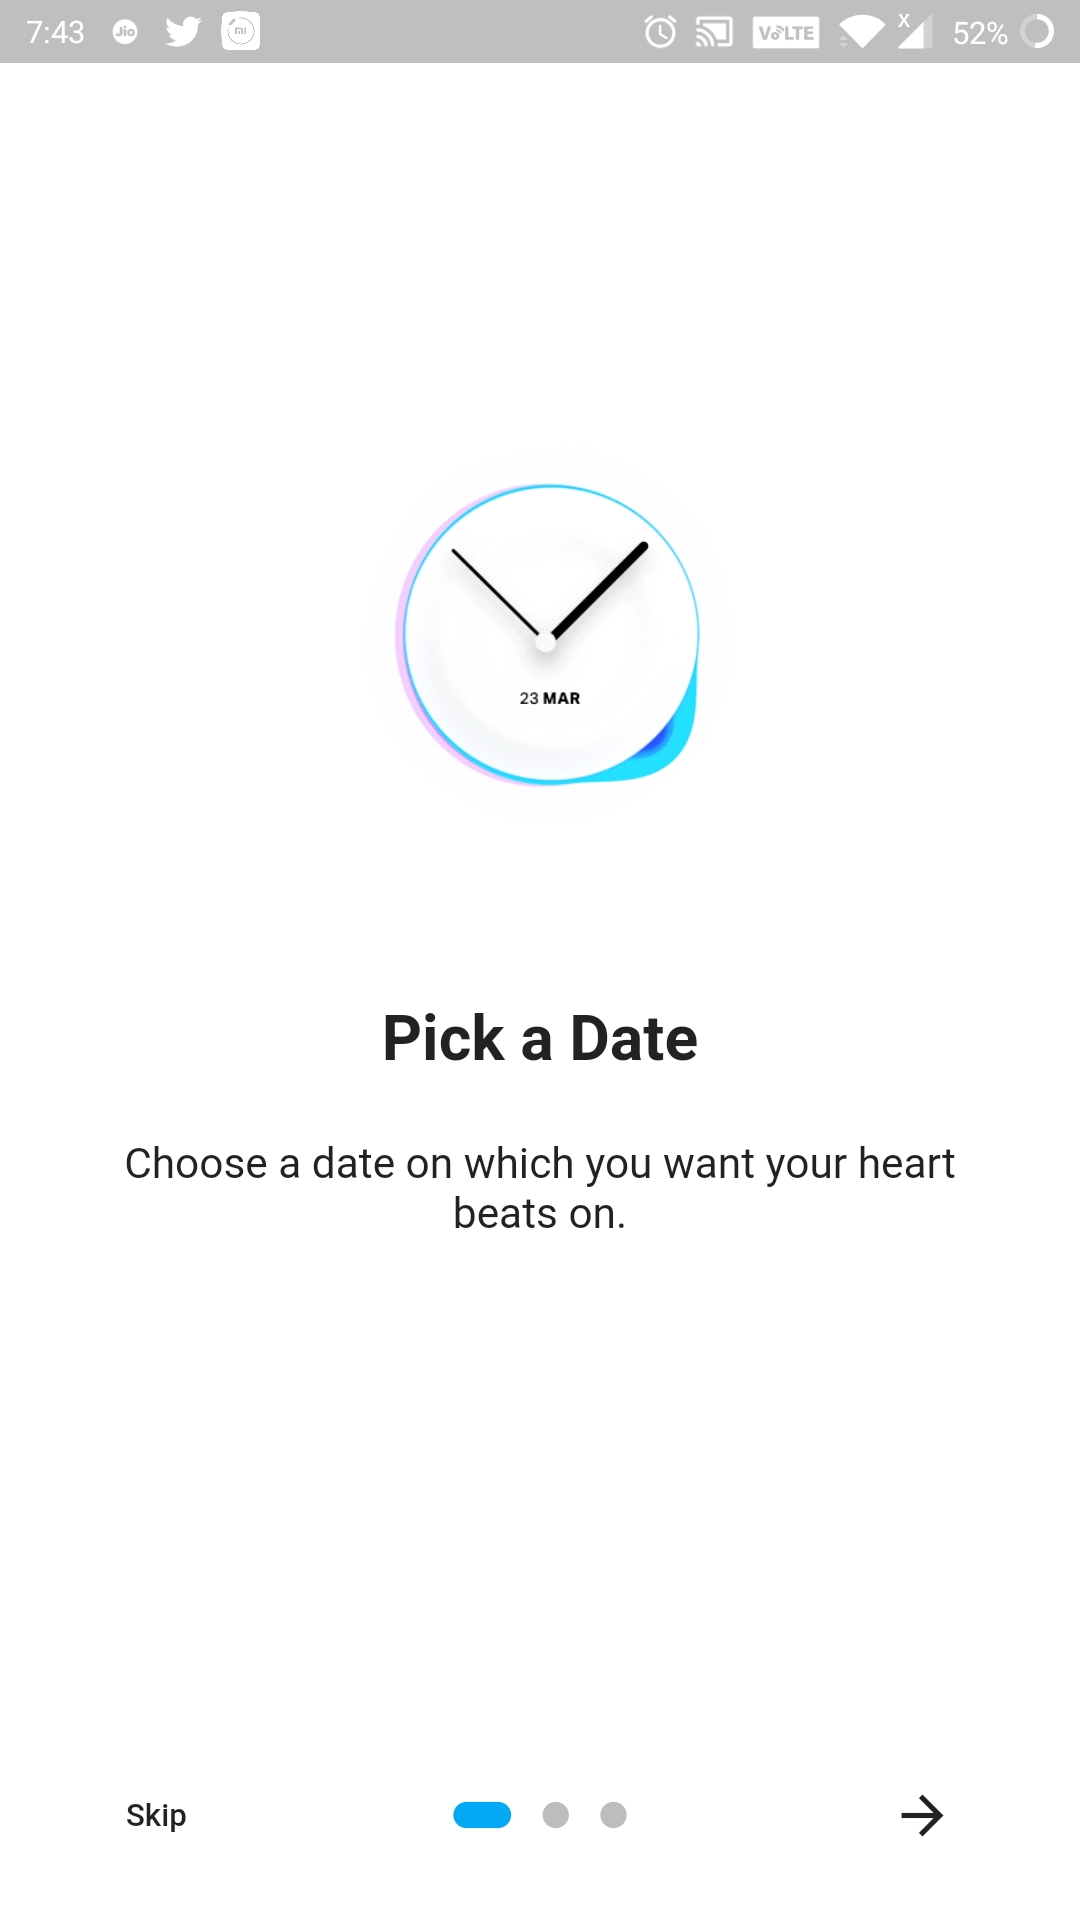 7:43 Jio mi VoLTE X 52%
23 MAR
Pick a Date
Choose a date on which you want your heart
beats on.
Skip